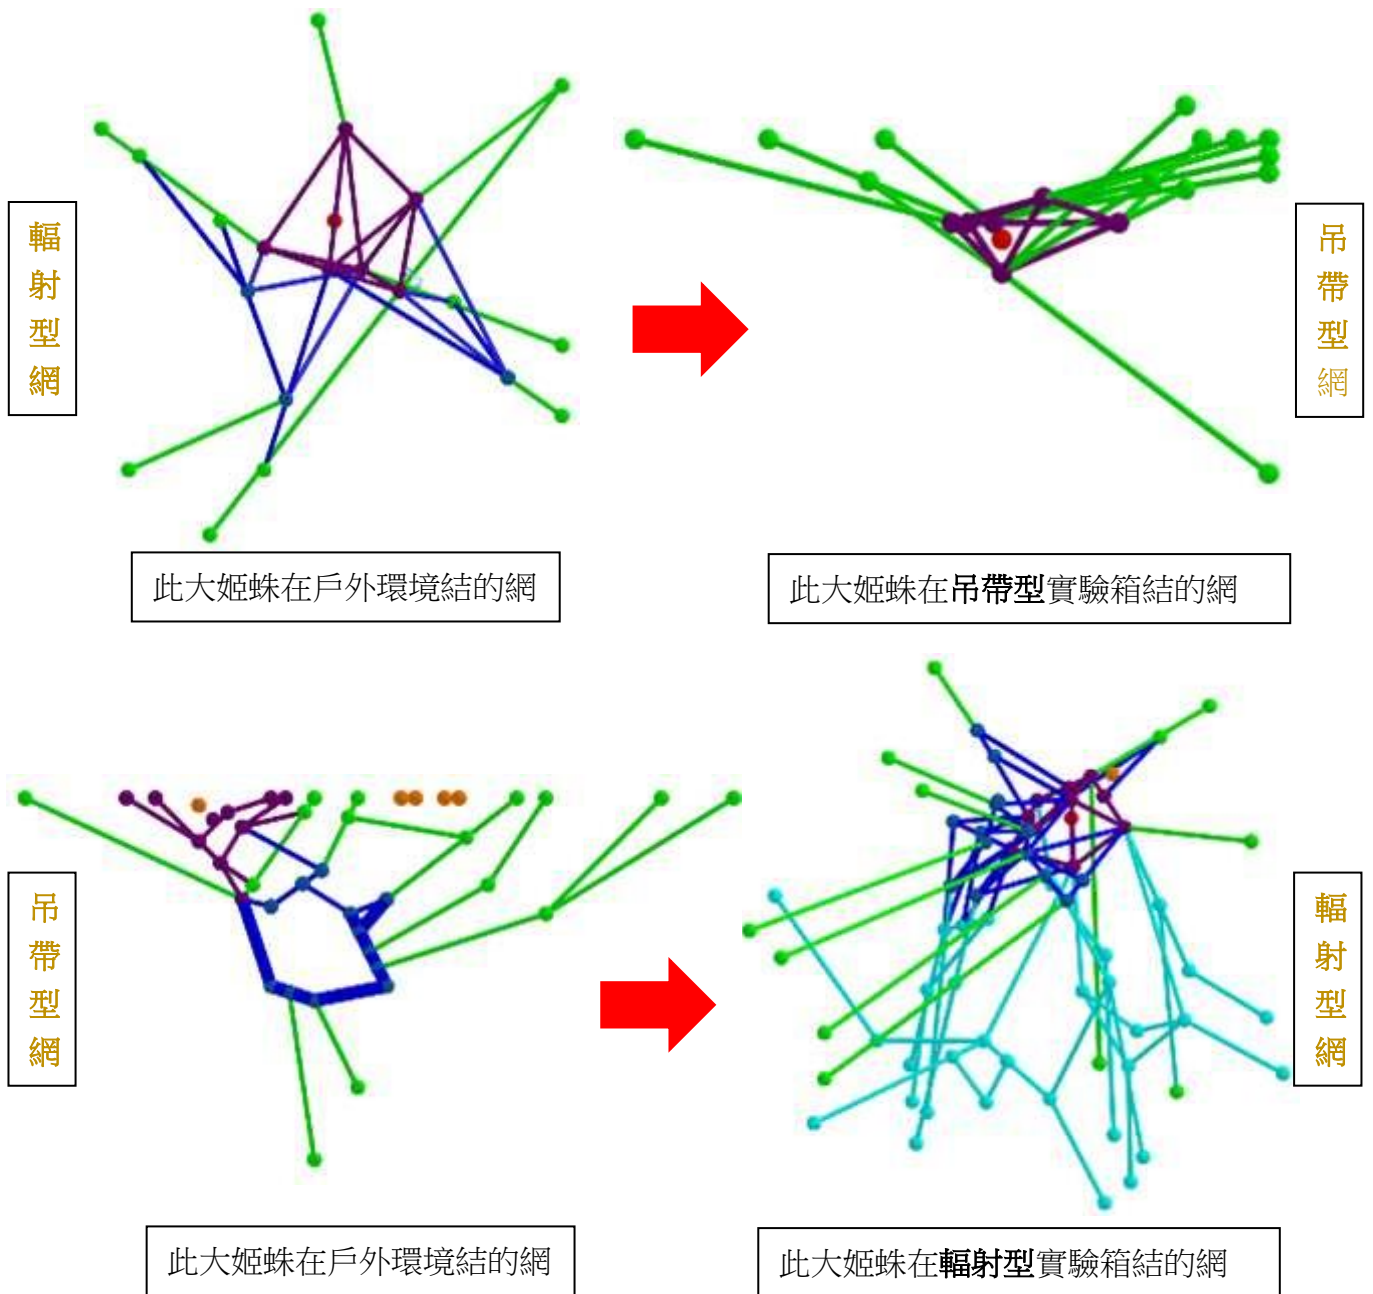 輻射型網
吊帶型網
此大姬蛛在戶外環境結的網
此大姬蛛在吊帶型實驗箱結的網
吊帶型網
輻射型網
此大姬蛛在戶外環境結的網
此大姬蛛在輻射型實驗箱結的網